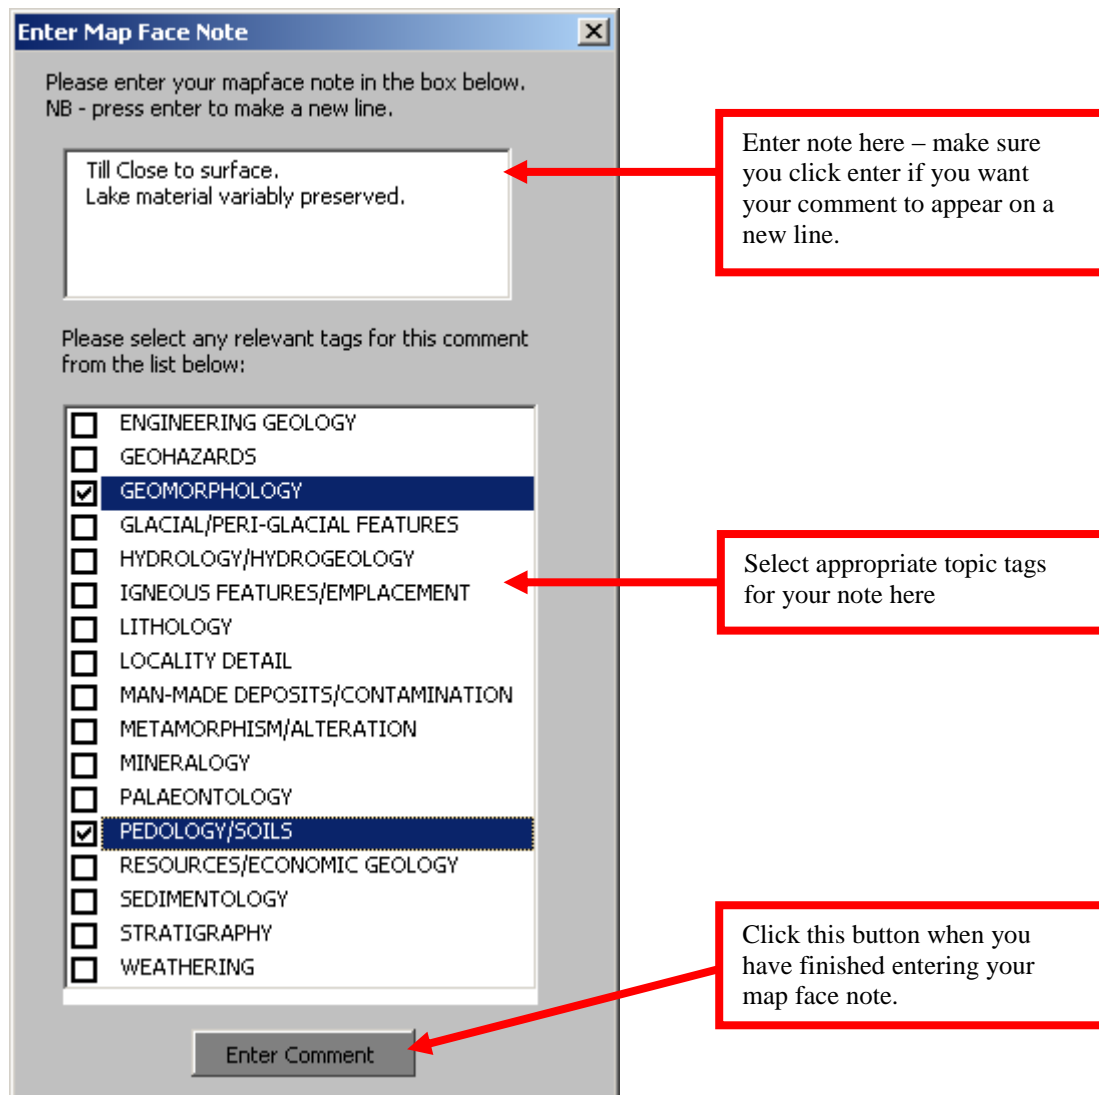 Enter Map Face Note
Please enter your mapface note in the box below.
NB - press enter to make a new line.
Till Close to surface.
Lake material variably preserved.
Enter note here – make sure
you click enter if you want
your comment to appear on a
new line.
Please select any relevant tags for this comment
from the list below:
ENGINEERING GEOLOGY
GEOHAZARDS
GEOMORPHOLOGY
GLACIAL/PERI-GLACIAL FEATURES
HYDROLOGY/HYDROGEOLOGY
IGNEOUS FEATURES/EMPLACEMENT
LITHOLOGY
LOCALITY DETAIL
MAN-MADE DEPOSITS/CONTAMINATION
METAMORPHISM/ALTERATION
MINERALOGY
PALAEONTOLOGY
PEDOLOGY/SOILS
RESOURCES/ECONOMIC GEOLOGY
SEDIMENTOLOGY
STRATIGRAPHY
WEATHERING
Select appropriate topic tags
for your note here
Click this button when you
have finished entering your
map face note.
Enter Comment